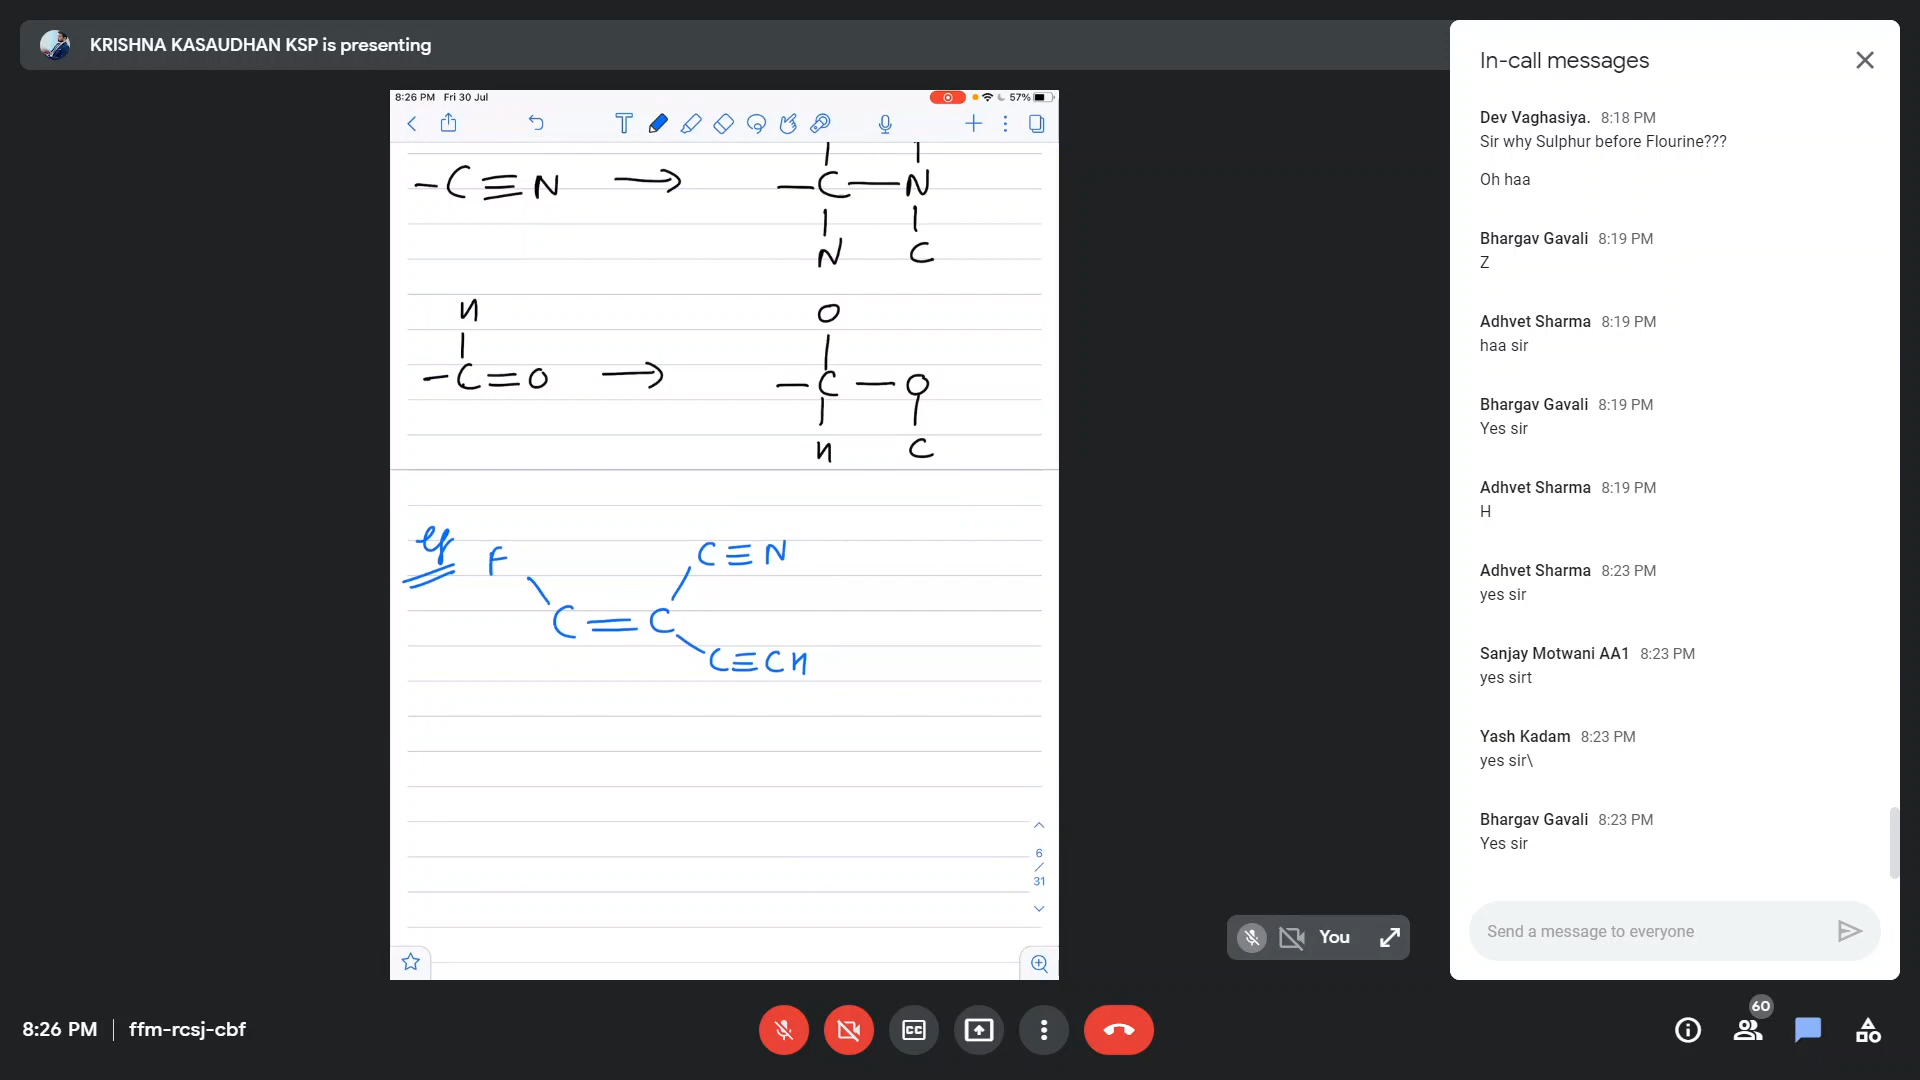 KRISHNA KASAUDHAN KSP is presenting
8:26 PM Fri 30 Jul
57%
T
-C≡N → -C-N
N C
H O
-C=O → -C-O
H C
eg F C≡N
C=C
C≡CH
6
/
31
You
In-call messages
Dev Vaghasiya. 8:18 PM
Sir why Sulphur before Flourine???
Oh haa
Bhargav Gavali 8:19 PM
Z
Adhvet Sharma 8:19 PM
haa sir
Bhargav Gavali 8:19 PM
Yes sir
Adhvet Sharma 8:19 PM
H
Adhvet Sharma 8:23 PM
yes sir
Sanjay Motwani AA1 8:23 PM
yes sirt
Yash Kadam 8:23 PM
yes sir\
Bhargav Gavali 8:23 PM
Yes sir
Send a message to everyone
8:26 PM | ffm-rcsj-cbf
CC
60